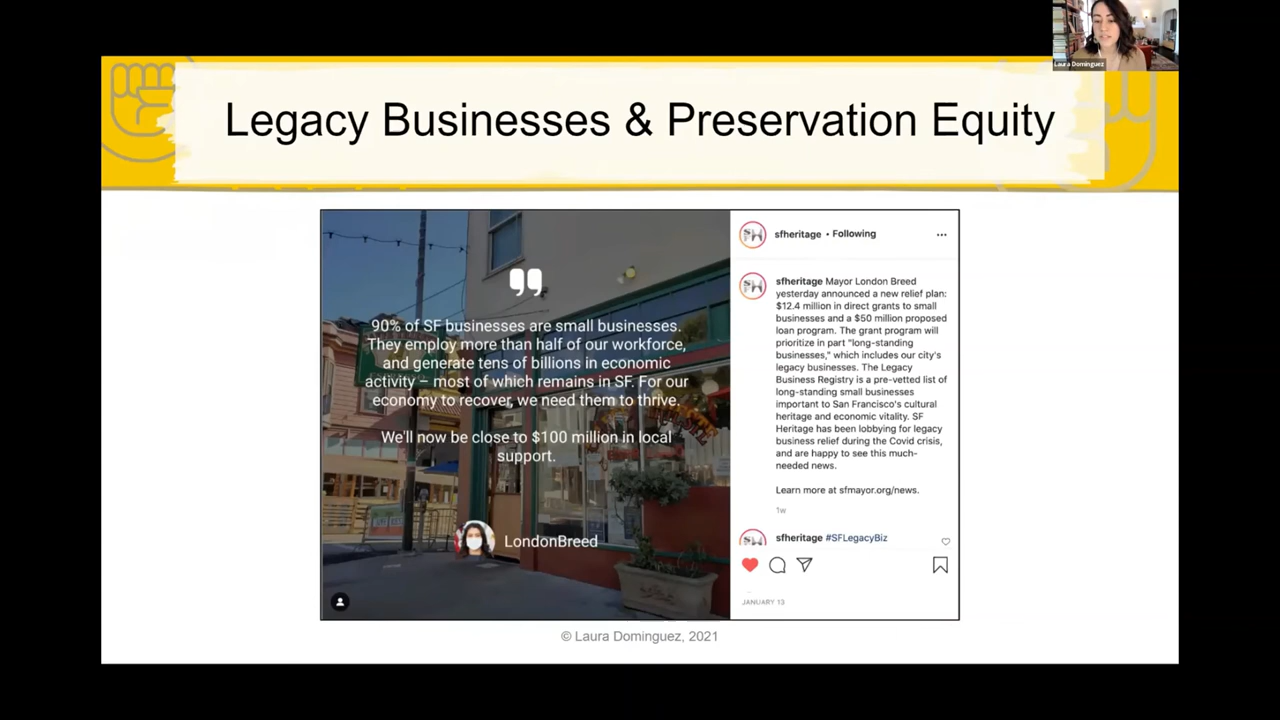 Laura Dominguez
Legacy Businesses & Preservation Equity
90% of SF businesses are small businesses.
They employ more than half of our workforce,
and generate tens of billions in economic
activity – most of which remains in SF. For our
economy to recover, we need them to thrive.
We'll now be close to $100 million in local
support.
LondonBreed
sfheritage • Following
sfheritage Mayor London Breed
yesterday announced a new relief plan:
$12.4 million in direct grants to small
businesses and a $50 million proposed
loan program. The grant program will
prioritize in part "long-standing
businesses," which includes our city's
legacy businesses. The Legacy
Business Registry is a pre-vetted list of
long-standing small businesses
important to San Francisco's cultural
heritage and economic vitality. SF
Heritage has been lobbying for legacy
business relief during the Covid crisis,
and are happy to see this much-
needed news.
Learn more at sfmayor.org/news.
1w
sfheritage #SFLegacyBiz
JANUARY 13
© Laura Dominguez, 2021